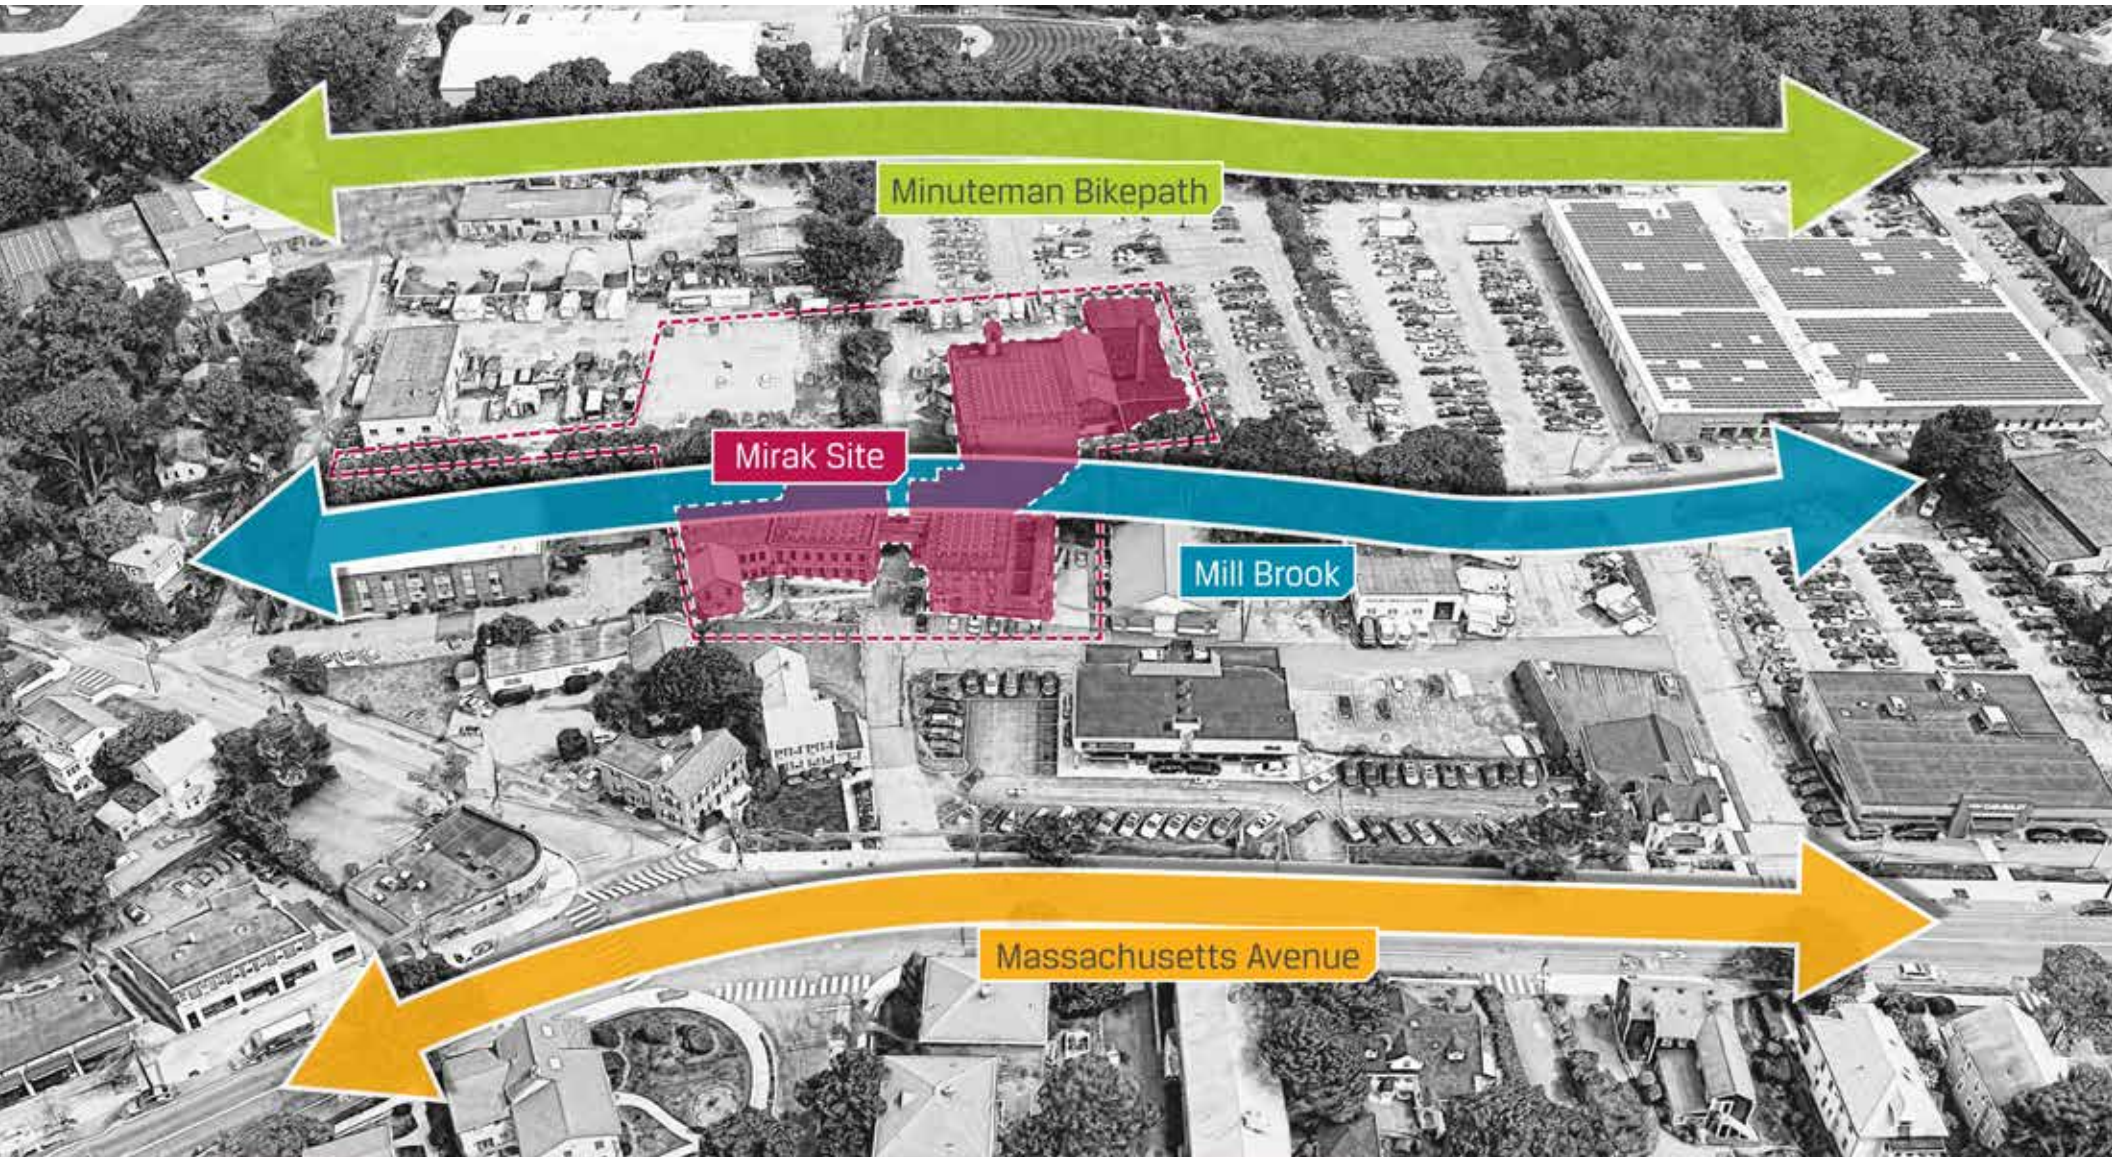 Minuteman Bikepath
Mirak Site
Mill Brook
Massachusetts Avenue